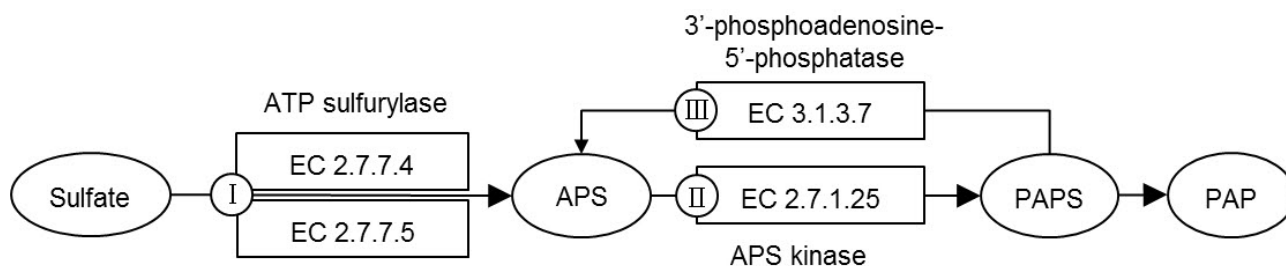 3’-phosphoadenosine-
5’-phosphatase
ATP sulfurylase
III EC 3.1.3.7
EC 2.7.7.4
Sulfate I APS II EC 2.7.1.25 PAPS PAP
EC 2.7.7.5
APS kinase